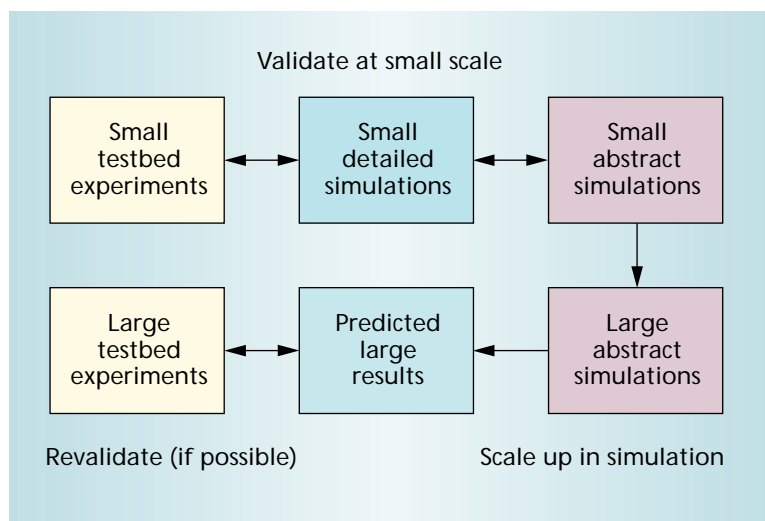 Validate at small scale
Small
testbed
experiments
Small
detailed
simulations
Small
abstract
simulations
Large
testbed
experiments
Predicted
large
results
Large
abstract
simulations
Revalidate (if possible)
Scale up in simulation